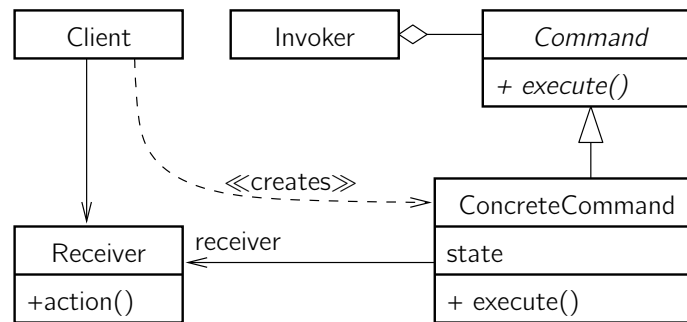 Client
Invoker
Command
+ execute()
≪creates≫
ConcreteCommand
state
+ execute()
Receiver
+action()
receiver